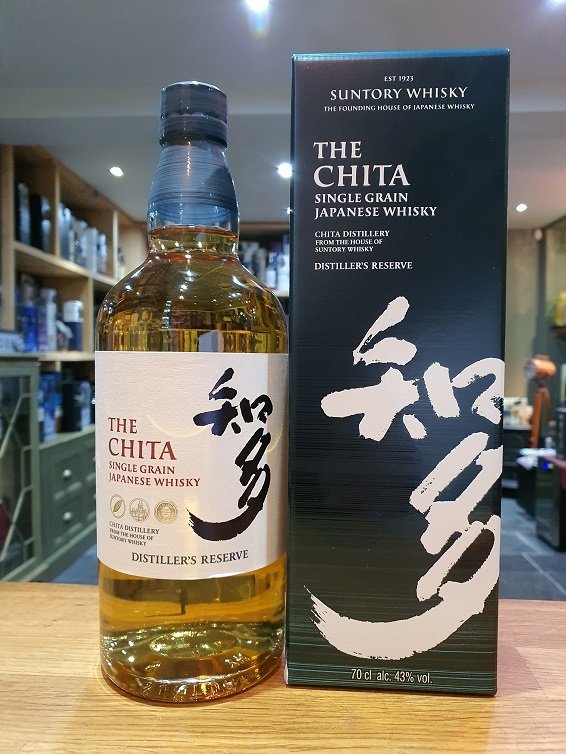 THE
CHITA
SINGLE GRAIN
JAPANESE WHISKY
知多
CHITA DISTILLERY
FROM THE HOUSE OF
SUNTORY WHISKY
DISTILLER'S RESERVE
EST 1923
SUNTORY WHISKY
THE FOUNDING HOUSE OF JAPANESE WHISKY
THE
CHITA
SINGLE GRAIN
JAPANESE WHISKY
CHITA DISTILLERY
FROM THE HOUSE OF
SUNTORY WHISKY
DISTILLER'S RESERVE
知多
70 cl alc. 43% vol.